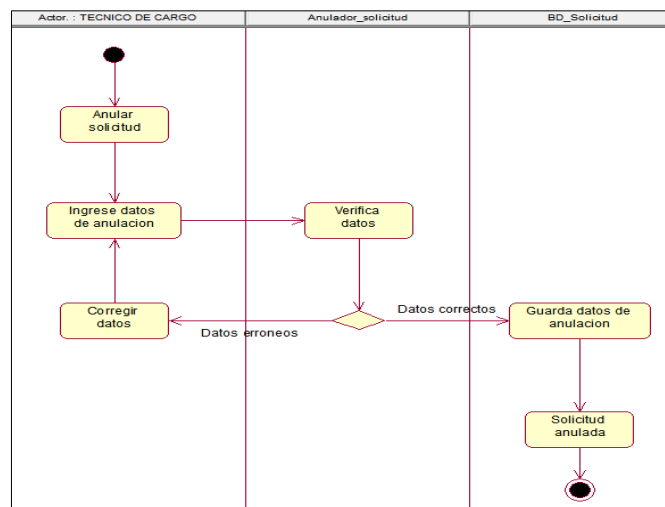 Actor. : TECNICO DE CARGO
Anulador_solicitud
BD_Solicitud
Anular
solicitud
Ingrese datos
de anulacion
Verifica
datos
Corregir
datos
Datos erroneos
Datos correctos
Guarda datos de
anulacion
Solicitud
anulada